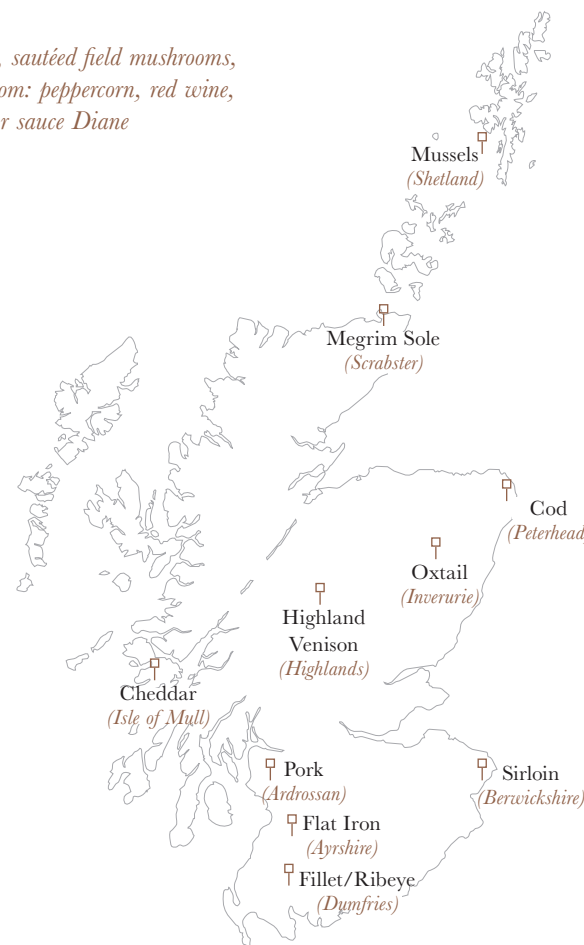 , sautéed field mushrooms,
om: peppercorn, red wine,
r sauce Diane
Mussels
(Shetland)
Megrim Sole
(Scrabster)
Cod
(Peterhead
Oxtail
(Inverurie)
Highland
Venison
(Highlands)
Cheddar
(Isle of Mull)
Pork
(Ardrossan)
Sirloin
(Berwickshire)
Flat Iron
(Ayrshire)
Fillet/Ribeye
(Dumfries)